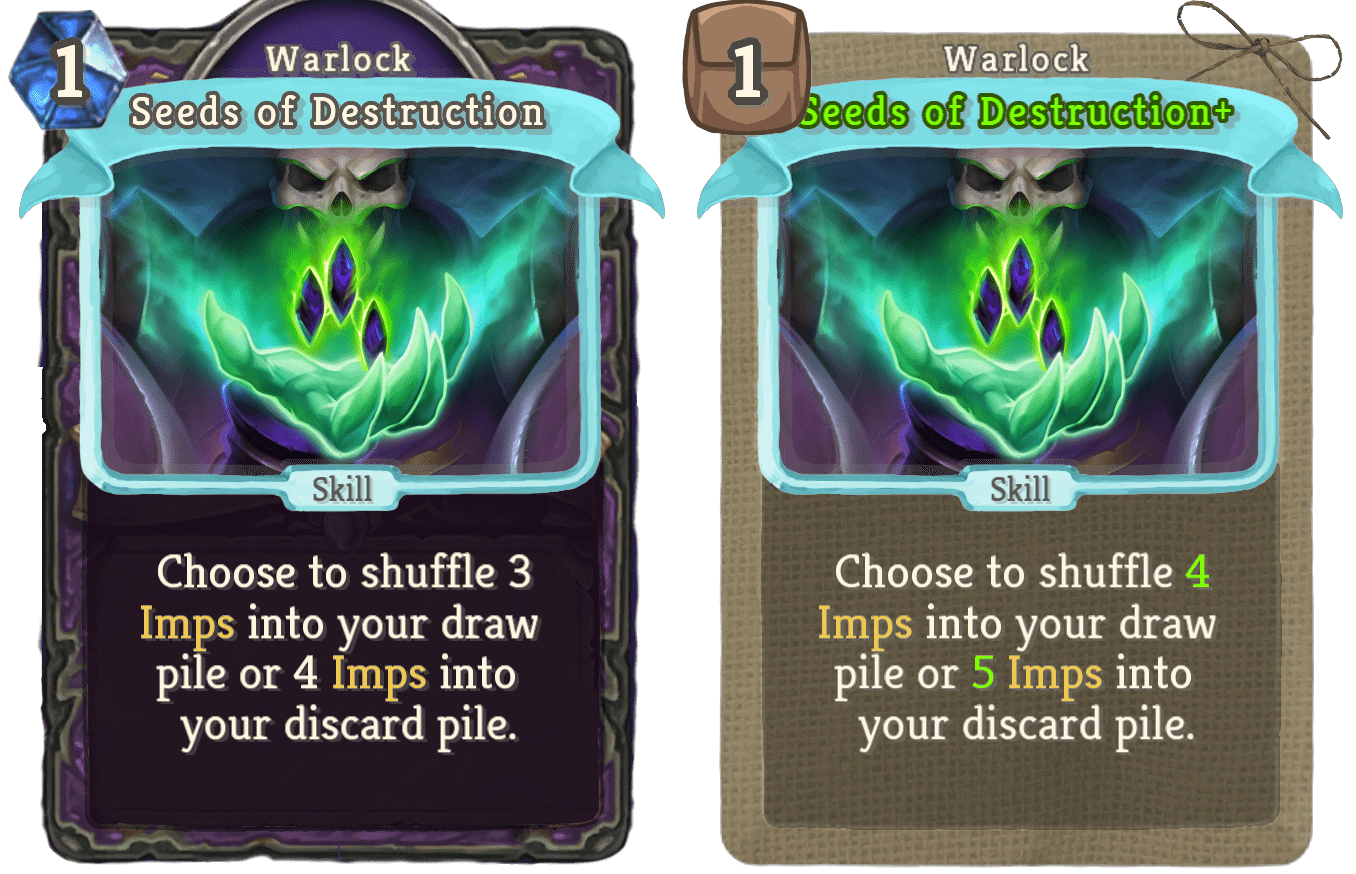 1
Warlock
Seeds of Destruction
Skill
Choose to shuffle 3
Imps into your draw
pile or 4 Imps into
your discard pile.
1
Warlock
Seeds of Destruction+
Skill
Choose to shuffle 4
Imps into your draw
pile or 5 Imps into
your discard pile.